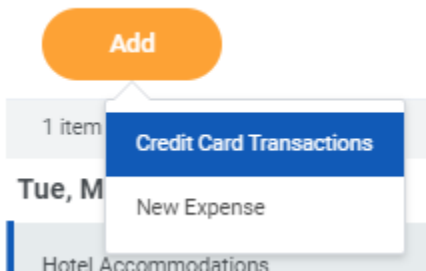 Add
1 item
Credit Card Transactions
Tue, M
New Expense
Hotel Accommodations